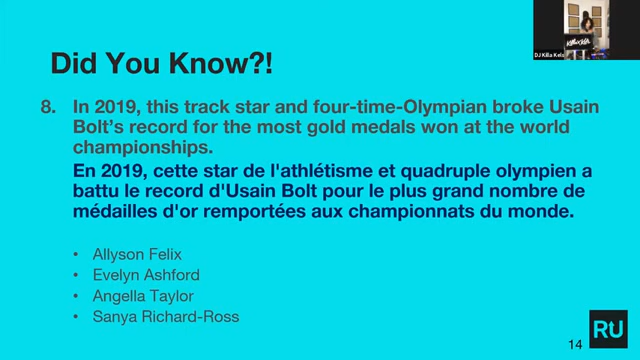 DJ Killa Kels
Did You Know?!
8. In 2019, this track star and four-time-Olympian broke Usain
Bolt's record for the most gold medals won at the world
championships.
En 2019, cette star de l'athlétisme et quadruple olympien a
battu le record d'Usain Bolt pour le plus grand nombre de
médailles d'or remportées aux championnats du monde.
• Allyson Felix
• Evelyn Ashford
• Angella Taylor
• Sanya Richard-Ross
14
RU